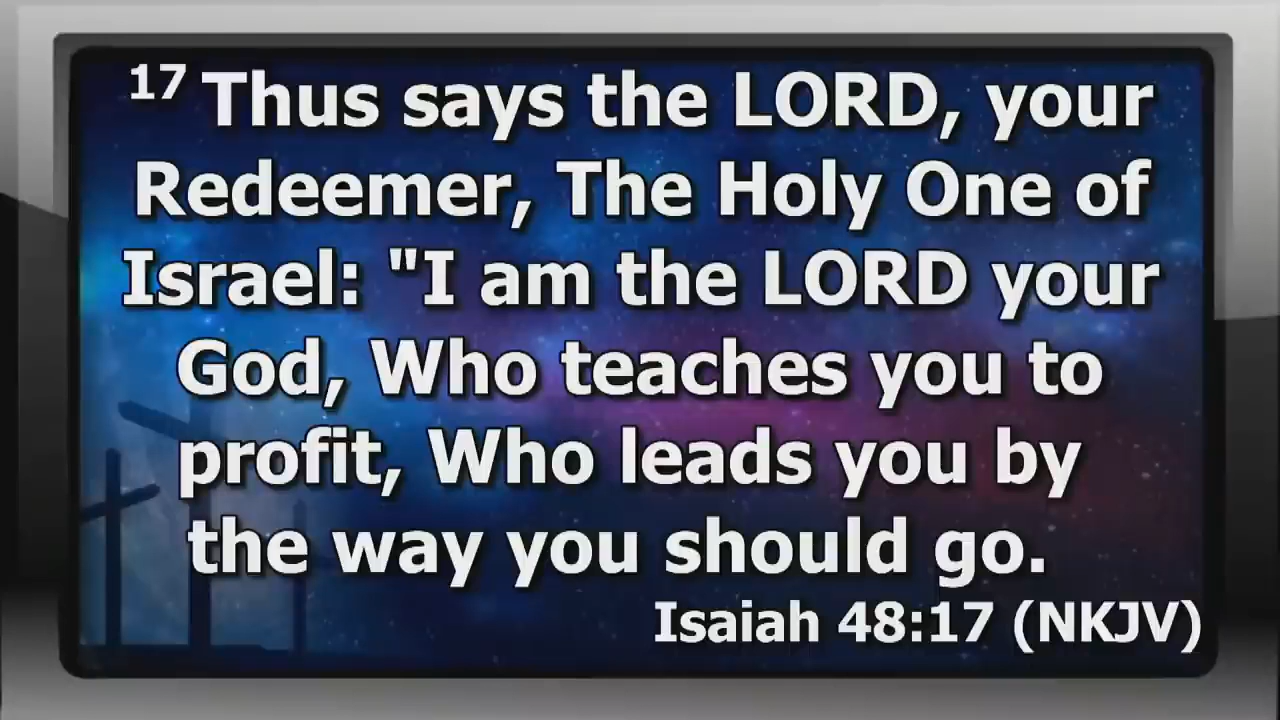 17 Thus says the LORD, your
Redeemer, The Holy One of
Israel: "I am the LORD your
God, Who teaches you to
profit, Who leads you by
the way you should go.
Isaiah 48:17 (NKJV)